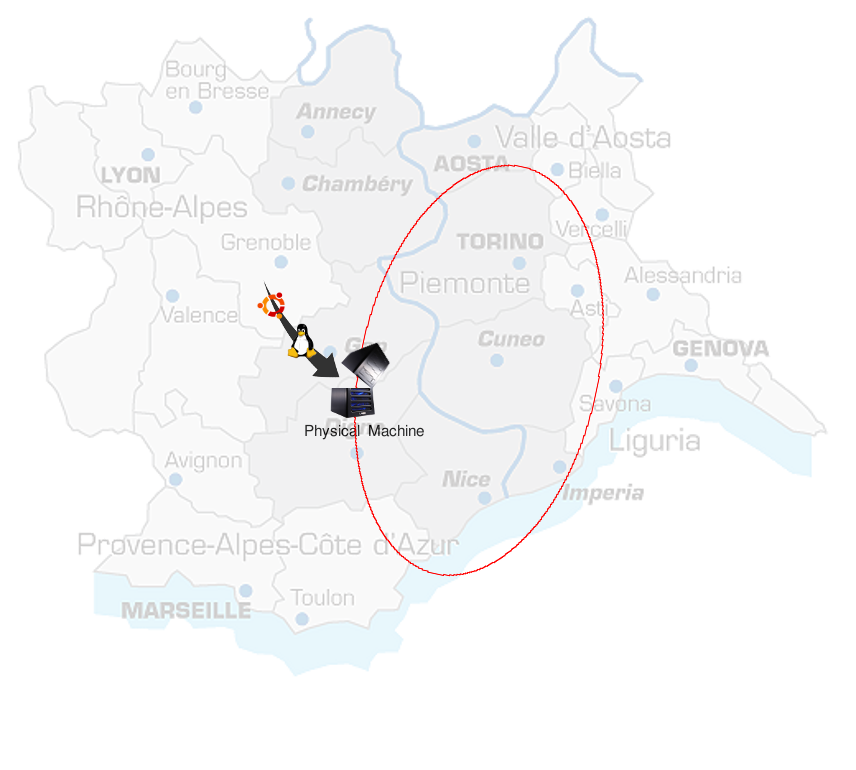 Bourg
en Bresse
Annecy
Valle d'Aosta
LYON
AOSTA
Biella
Chambéry
Rhône-Alpes
Vercelli
Grenoble
TORINO
Piemonte
Alessandria
Valence
Asti
Gap
Cuneo
GENOVA
Savona
Physical Machine
Digne
Liguria
Avignon
Nice
Imperia
Provence-Alpes-Côte d'Azur
MARSEILLE
Toulon